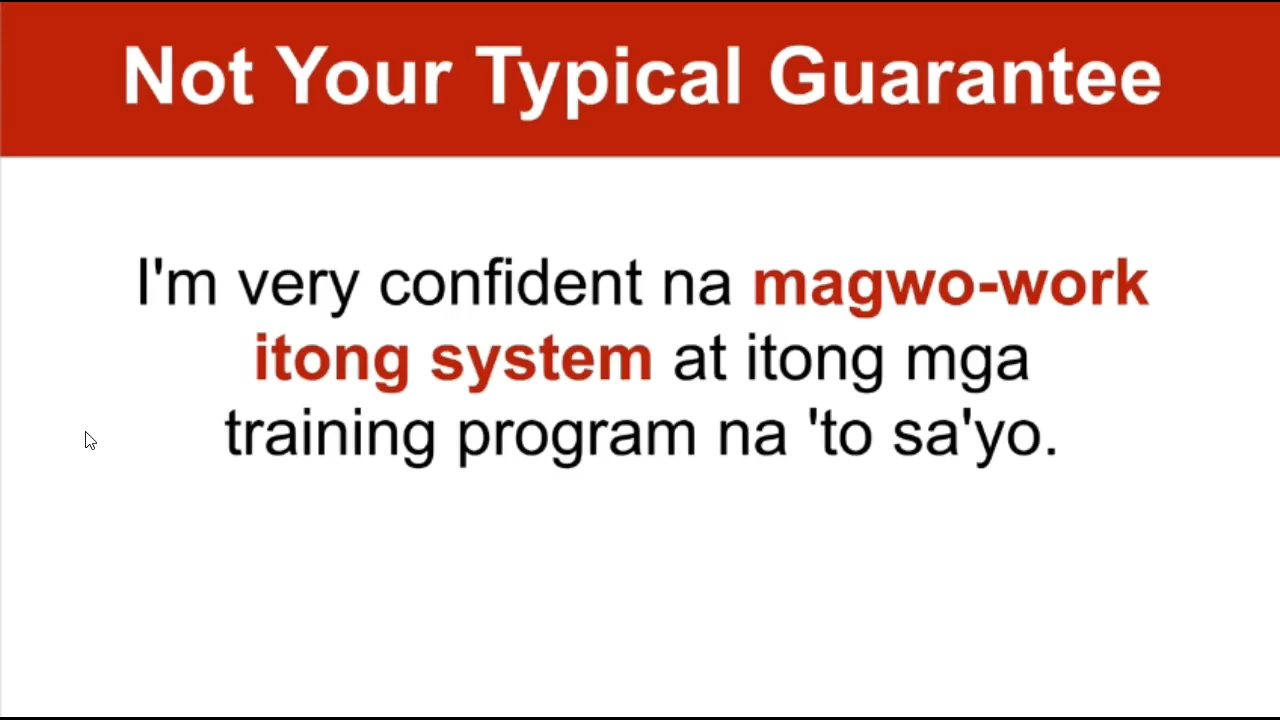 Not Your Typical Guarantee
I'm very confident na magwo-work
itong system at itong mga
training program na 'to sa'yo.